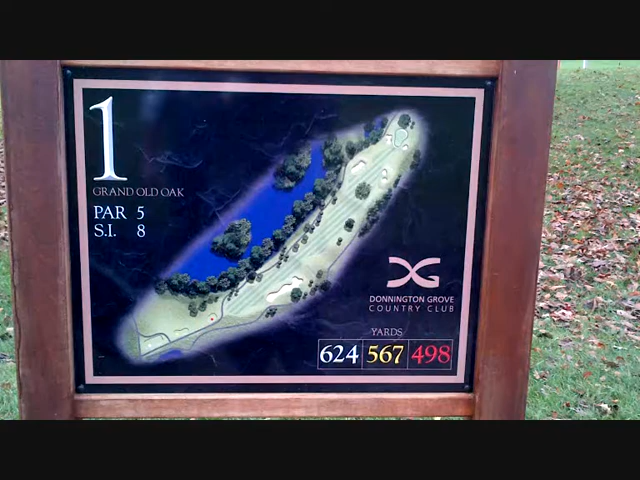 1
GRAND OLD OAK
PAR 5
S.I. 8
DONNINGTON GROVE
COUNTRY CLUB
YARDS
624 567 498